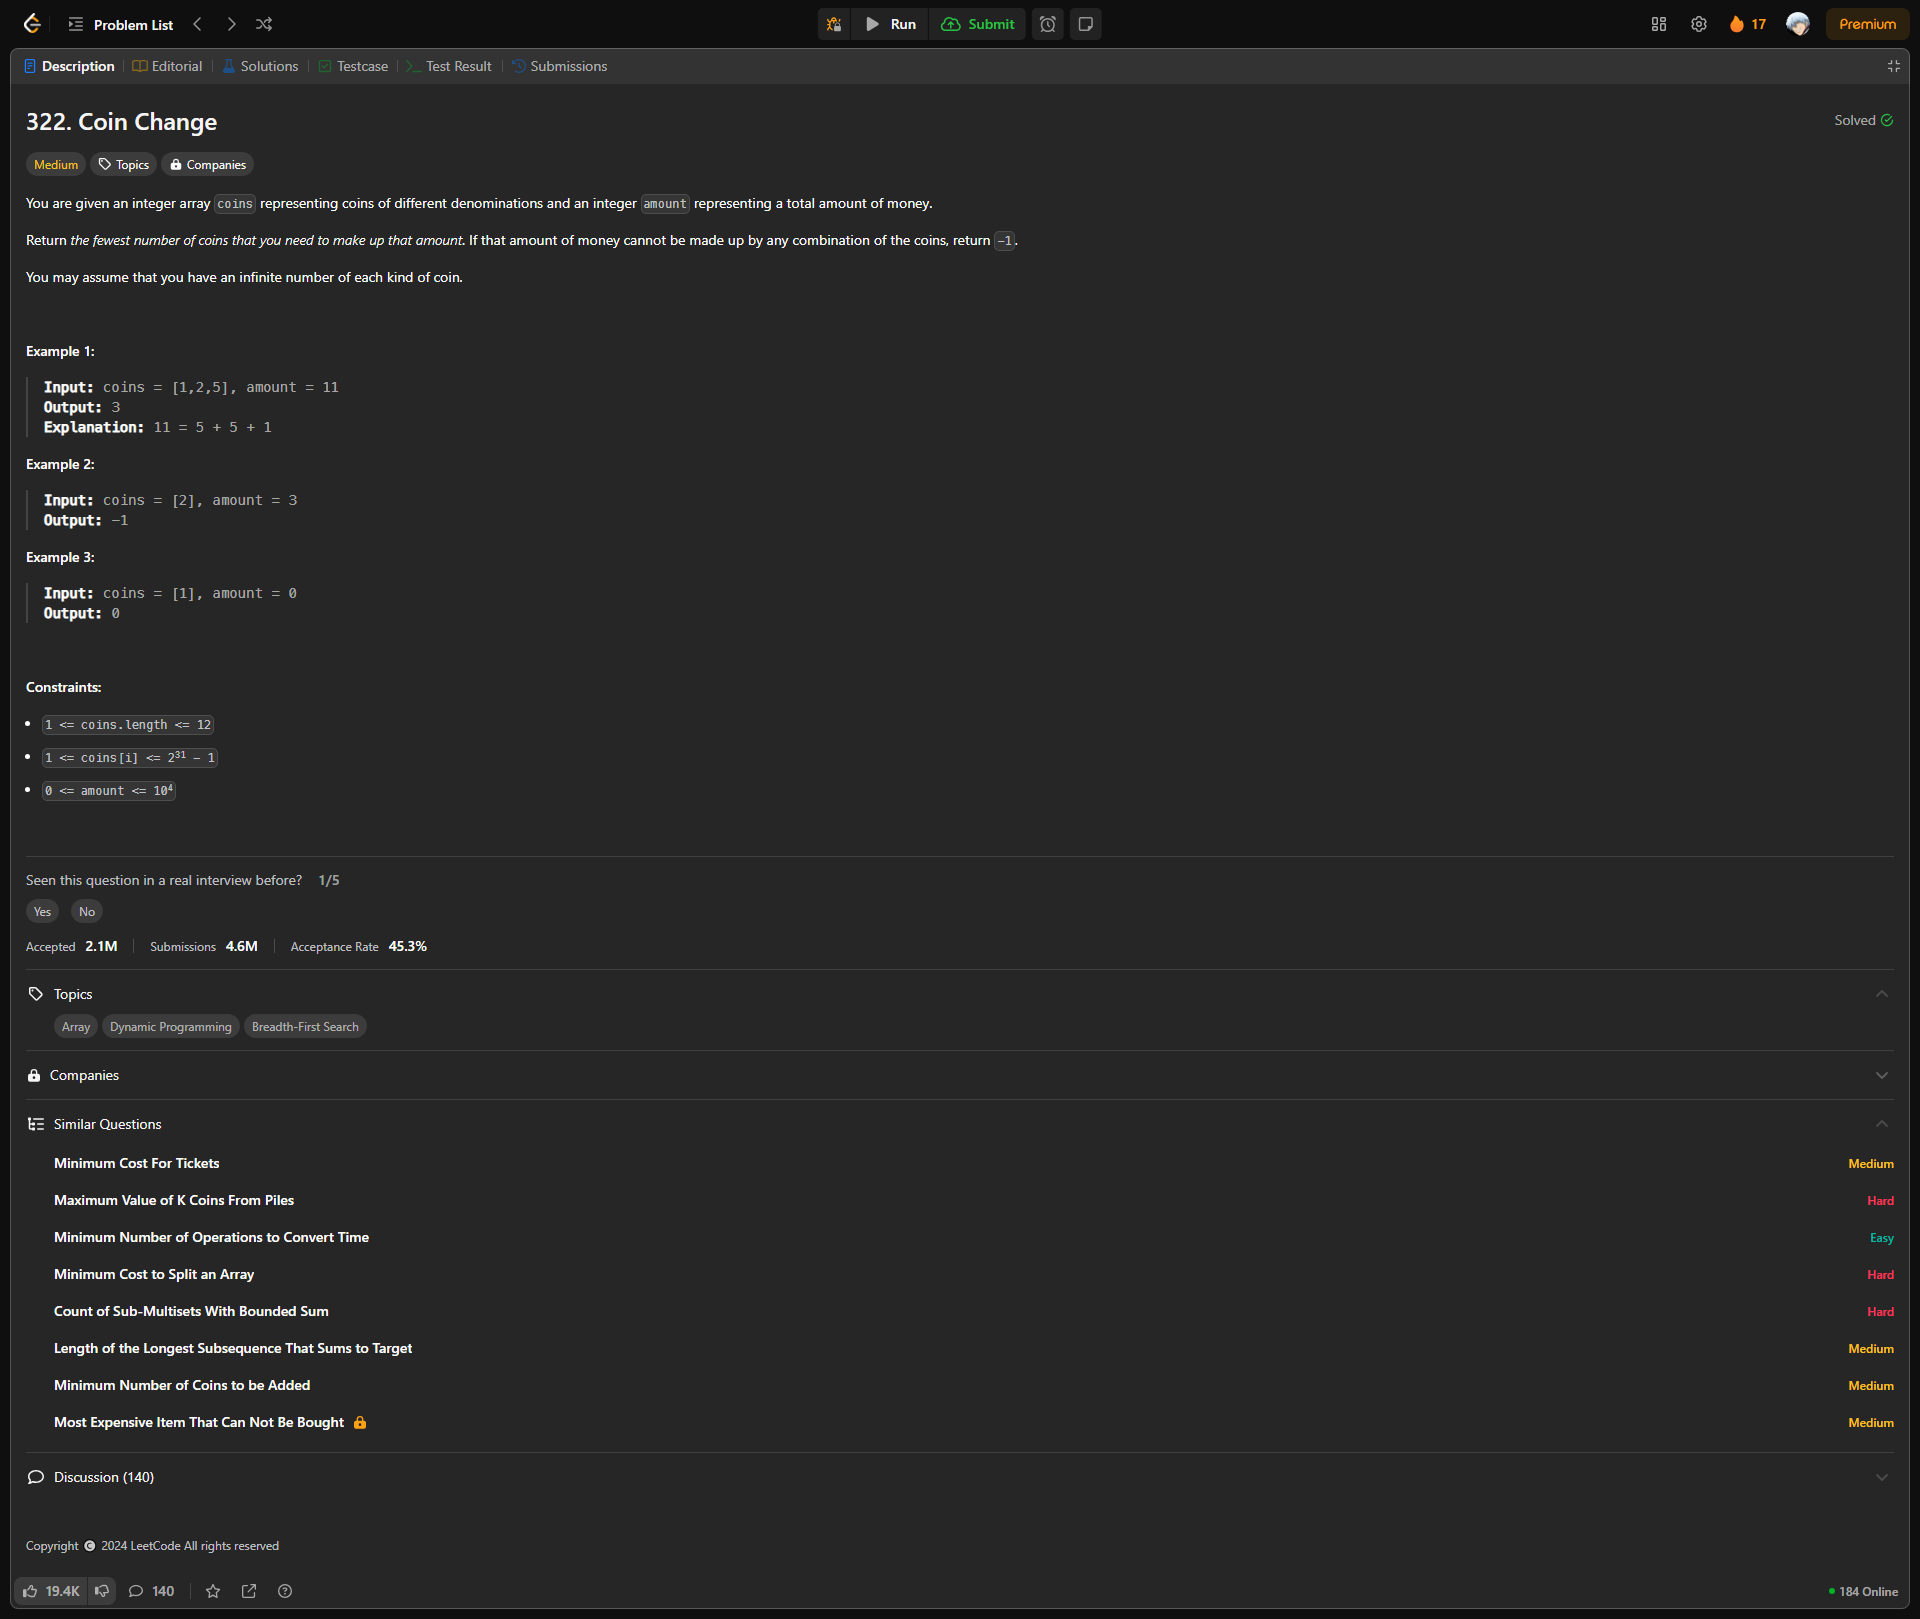 Problem List
Run
Submit
17
Premium
Description
Editorial
Solutions
Testcase
Test Result
Submissions
322. Coin Change
Solved
Medium
Topics
Companies
You are given an integer array coins representing coins of different denominations and an integer amount representing a total amount of money.
Return the fewest number of coins that you need to make up that amount. If that amount of money cannot be made up by any combination of the coins, return -1.
You may assume that you have an infinite number of each kind of coin.
Example 1:
Input: coins = [1,2,5], amount = 11
Output: 3
Explanation: 11 = 5 + 5 + 1
Example 2:
Input: coins = [2], amount = 3
Output: -1
Example 3:
Input: coins = [1], amount = 0
Output: 0
Constraints:
• 1 <= coins.length <= 12
• 1 <= coins[i] <= 2³¹ - 1
• 0 <= amount <= 10⁴
Seen this question in a real interview before? 1/5
Yes No
Accepted 2.1M Submissions 4.6M Acceptance Rate 45.3%
Topics
Array Dynamic Programming Breadth-First Search
Companies
Similar Questions
Minimum Cost For Tickets Medium
Maximum Value of K Coins From Piles Hard
Minimum Number of Operations to Convert Time Easy
Minimum Cost to Split an Array Hard
Count of Sub-Multisets With Bounded Sum Hard
Length of the Longest Subsequence That Sums to Target Medium
Minimum Number of Coins to be Added Medium
Most Expensive Item That Can Not Be Bought Medium
Discussion (140)
Copyright © 2024 LeetCode All rights reserved
19.4K 140 184 Online